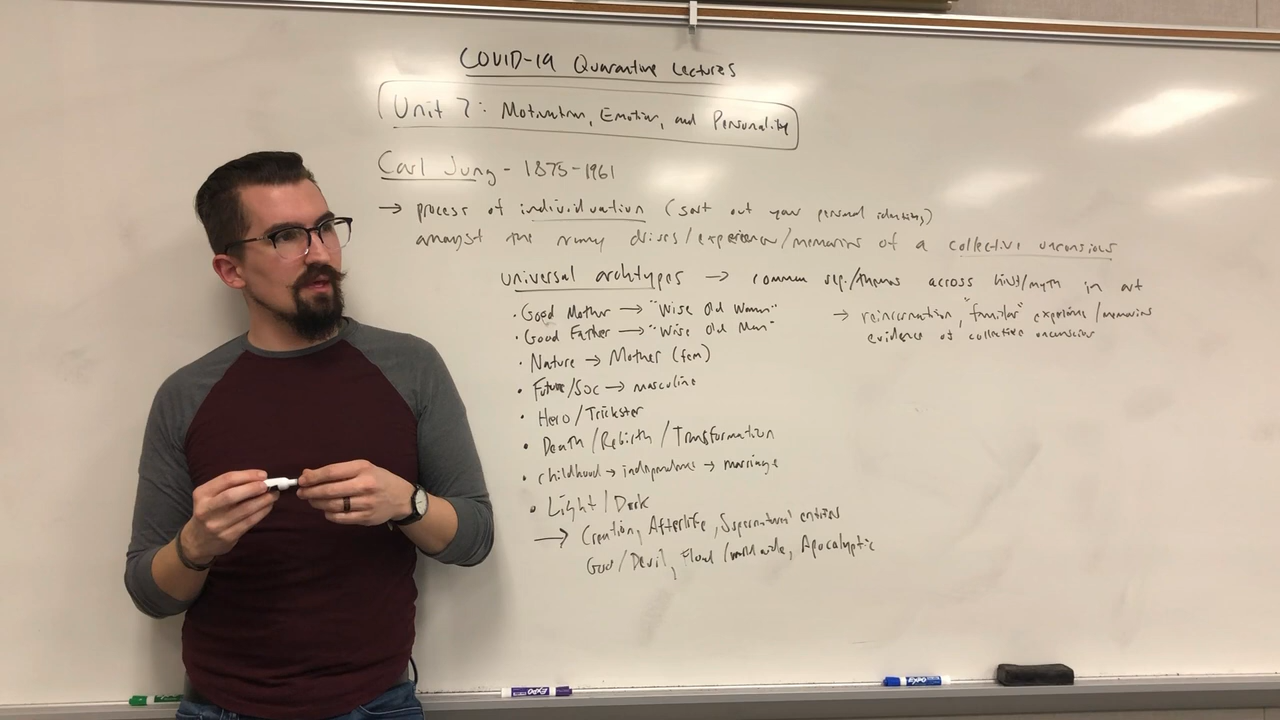 COVID-19 Quarantine Lectures
Unit 7: Motivation, Emotion, and Personality
Carl Jung - 1875-1961
→ process of individuation (sort out your personal identity)
amongst the many drives/experiences/memories of a collective unconscious
universal archetypes → common rep./themes across hist/myth in art
· Good Mother → "Wise Old Woman"
· Good Father → "Wise Old Man"
→ reincarnation, "familiar" experience/memories
evidence of collective unconscious
· Nature → Mother (fem)
· Future/Soc → masculine
· Hero/Trickster
· Death/Rebirth/Transformation
· childhood → independence → marriage
· Light/Dark
→ Creation, Afterlife, Supernatural entities
God/Devil, Flood/worldwide, Apocalyptic
EXPO